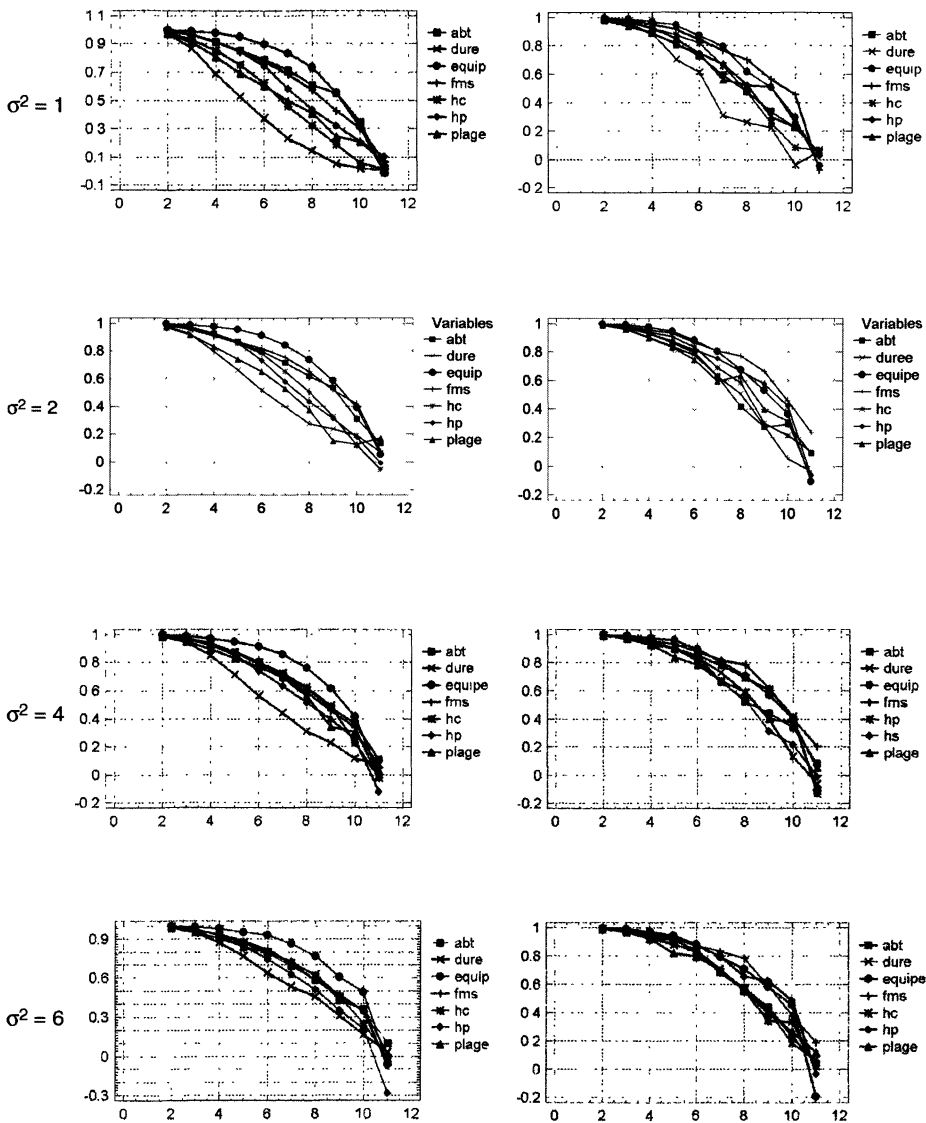 σ² = 1
1.1
0.9
0.7
0.5
0.3
0.1
-0.1
0 2 4 6 8 10 12
abt
dure
equip
fms
hc
hp
plage
1
0.8
0.6
0.4
0.2
0
-0 2
0 2 4 6 8 10 12
abt
dure
equip
fms
hc
hp
plage
σ² = 2
1
0.8
0.6
0.4
0.2
0
-0.2
0 2 4 6 8 10 12
Variables
abt
dure
equip
fms
hc
hp
plage
1
0.8
0.6
0.4
0.2
0
-0.2
0 2 4 6 8 10 12
Variables
abt
duree
equipe
fms
hc
hp
plage
σ² = 4
1
0.8
0.6
0.4
0.2
0
-0.2
0 2 4 6 8 10 12
abt
dure
equipe
fms
hc
hp
plage
1
0.8
0.6
0.4
0.2
0
-0.2
0 2 4 6 8 10 12
abt
dure
equip
fms
hp
hs
plage
σ² = 6
0.9
0.6
0.3
0
-0.3
0 2 4 6 8 10 12
abt
dure
equip
fms
hc
hp
plage
1
0.8
0.6
0.4
0.2
0
-0.2
0 2 4 6 8 10 12
abt
dure
equipe
fms
hc
hp
plage